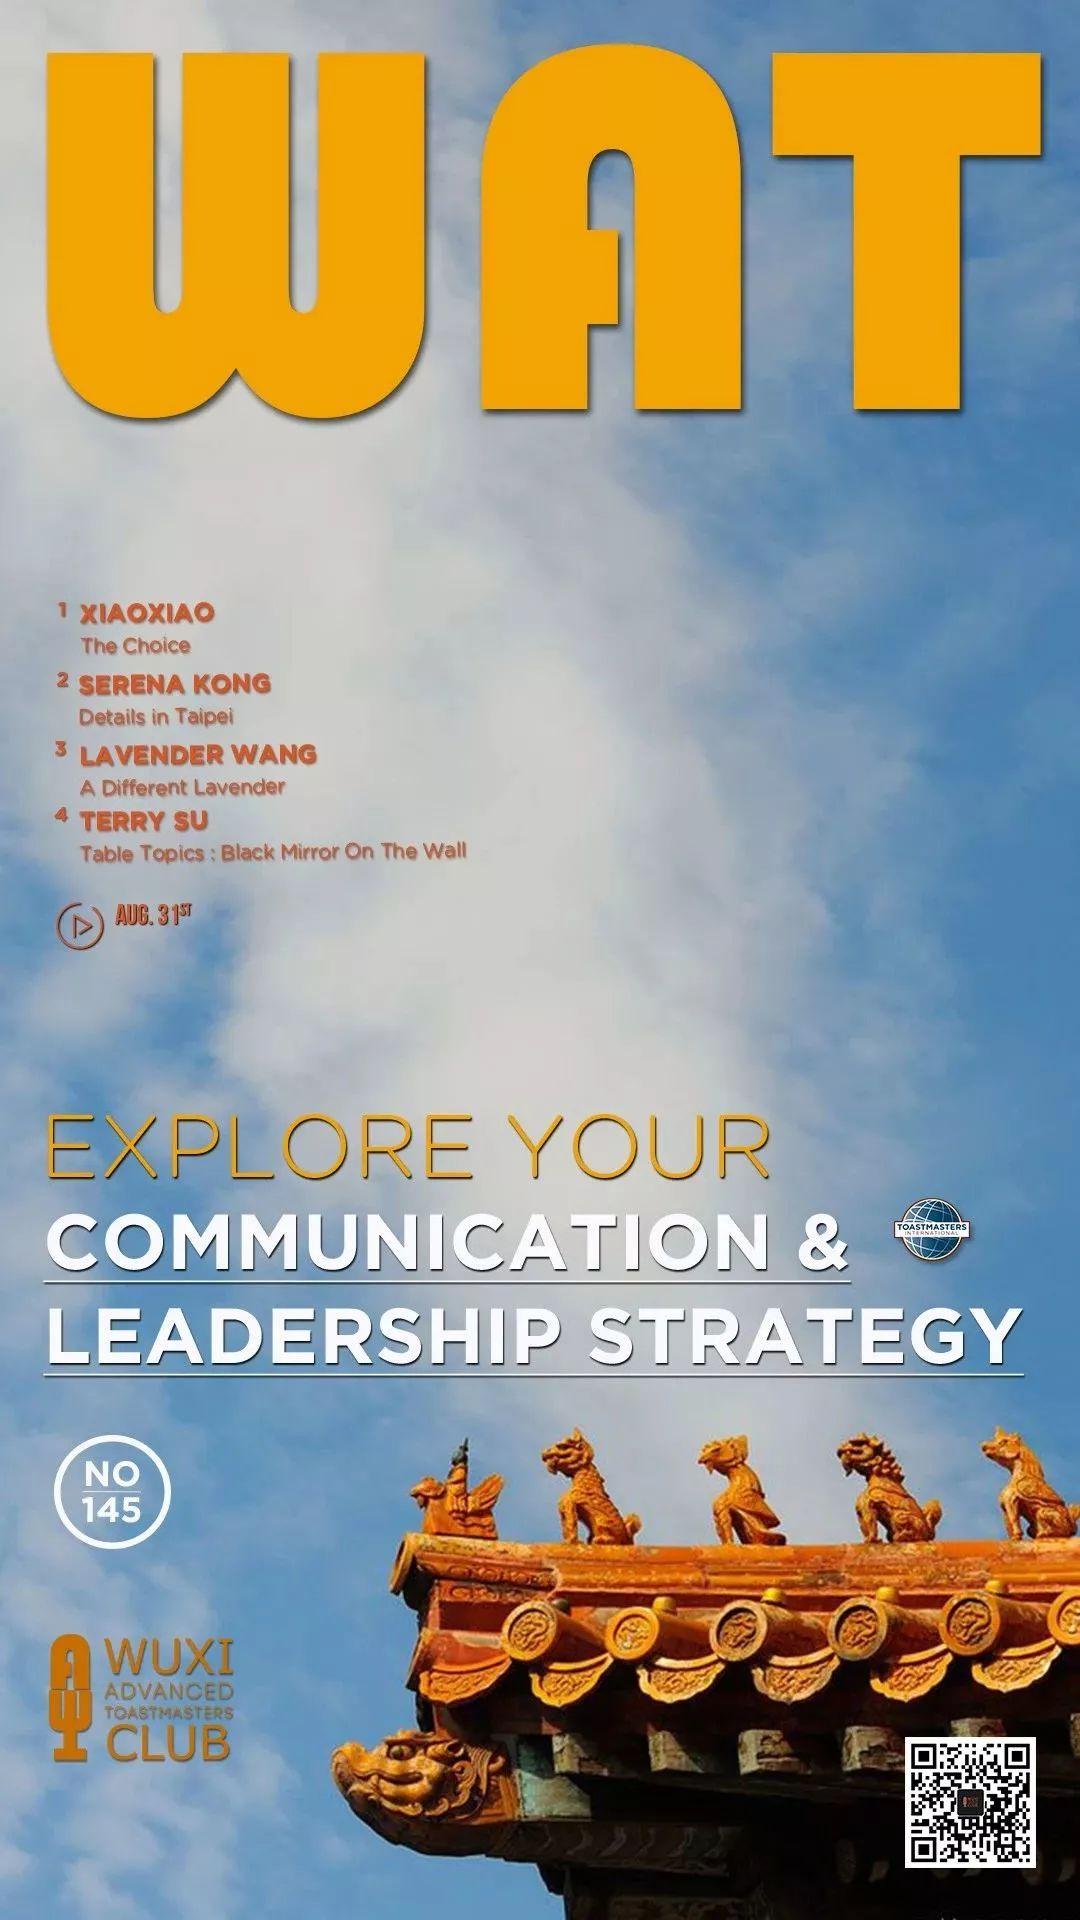 WAT
1 XIAOXIAO
The Choice
2 SERENA KONG
Details in Taipei
3 LAVENDER WANG
A Different Lavender
4 TERRY SU
Table Topics : Black Mirror On The Wall
AUG. 31ST
EXPLORE YOUR
COMMUNICATION &
TOASTMASTERS
INTERNATIONAL
LEADERSHIP STRATEGY
NO
145
WUXI
ADVANCED
TOASTMASTERS
CLUB